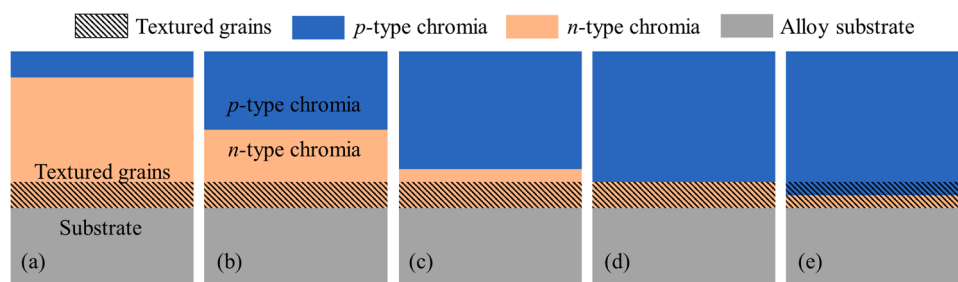 Textured grains p-type chromia n-type chromia Alloy substrate
p-type chromia
n-type chromia
Textured grains
Substrate
(a) (b) (c) (d) (e)